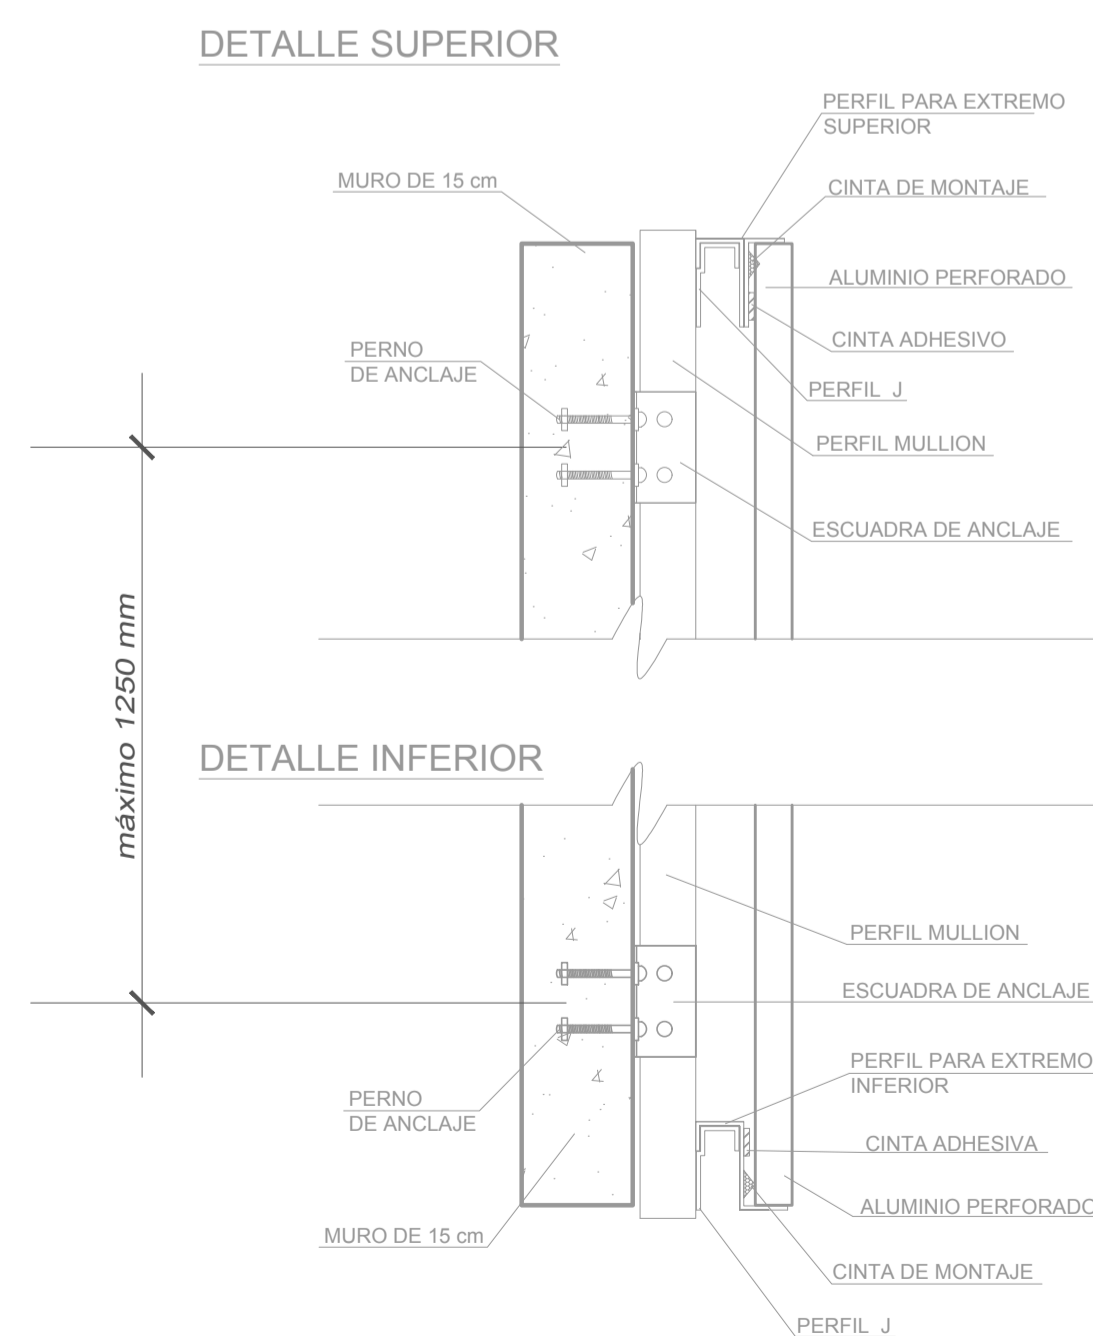 DETALLE SUPERIOR
PERFIL PARA EXTREMO
SUPERIOR
MURO DE 15 cm
CINTA DE MONTAJE
ALUMINIO PERFORADO
PERNO
DE ANCLAJE
CINTA ADHESIVO
PERFIL J
PERFIL MULLION
ESCUADRA DE ANCLAJE
máximo 1250 mm
DETALLE INFERIOR
PERFIL MULLION
ESCUADRA DE ANCLAJE
PERFIL PARA EXTREMO
INFERIOR
PERNO
DE ANCLAJE
CINTA ADHESIVA
ALUMINIO PERFORADO
MURO DE 15 cm
CINTA DE MONTAJE
PERFIL J